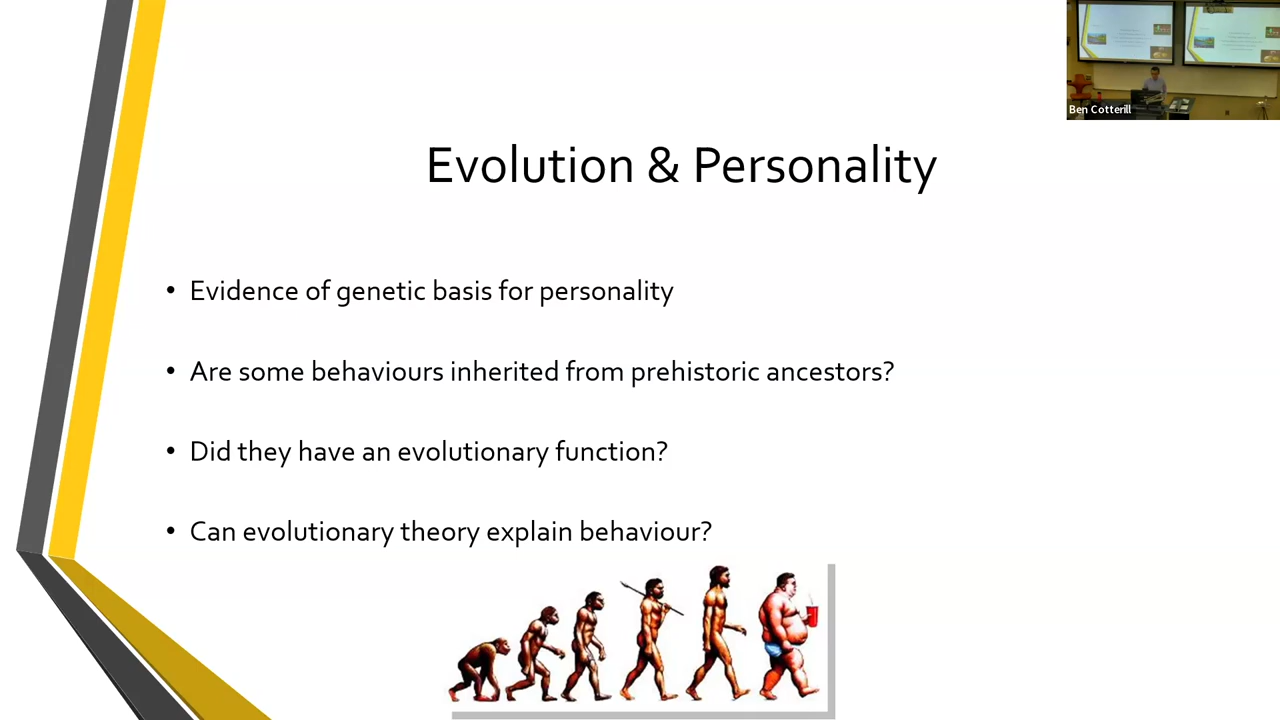 Ben Cotterill
Evolution & Personality
• Evidence of genetic basis for personality
• Are some behaviours inherited from prehistoric ancestors?
• Did they have an evolutionary function?
• Can evolutionary theory explain behaviour?